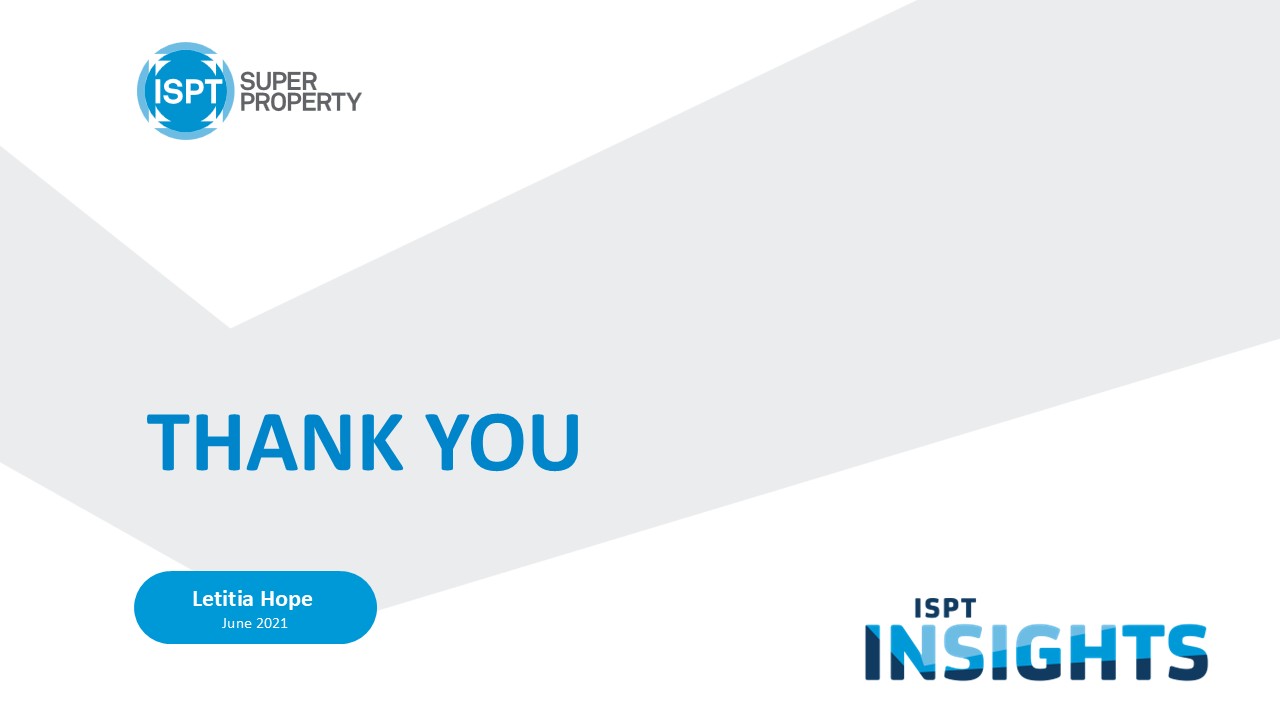 ISPT
SUPER
PROPERTY
THANK YOU
Letitia Hope
June 2021
ISPT
INSIGHTS